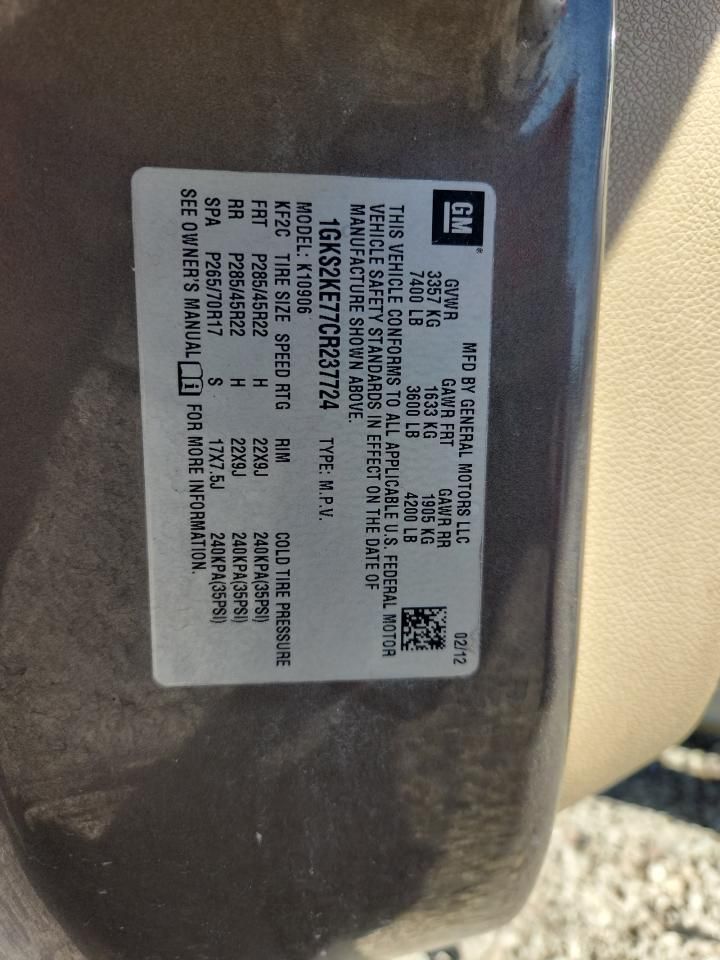 GM®
MFD BY GENERAL MOTORS LLC 02/12
GVWR GAWR FRT GAWR RR
3357 KG 1633 KG 1905 KG
7400 LB 3600 LB 4200 LB
THIS VEHICLE CONFORMS TO ALL APPLICABLE U.S. FEDERAL MOTOR
VEHICLE SAFETY STANDARDS IN EFFECT ON THE DATE OF
MANUFACTURE SHOWN ABOVE.
1GKS2KE77CR237724 TYPE: M.P.V.
MODEL: K10906
KF2C TIRE SIZE SPEED RTG RIM COLD TIRE PRESSURE
FRT P285/45R22 H 22X9J 240KPA(35PSI)
RR P285/45R22 H 22X9J 240KPA(35PSI)
SPA P265/70R17 S 17X7.5J 240KPA(35PSI)
SEE OWNER'S MANUAL i FOR MORE INFORMATION.